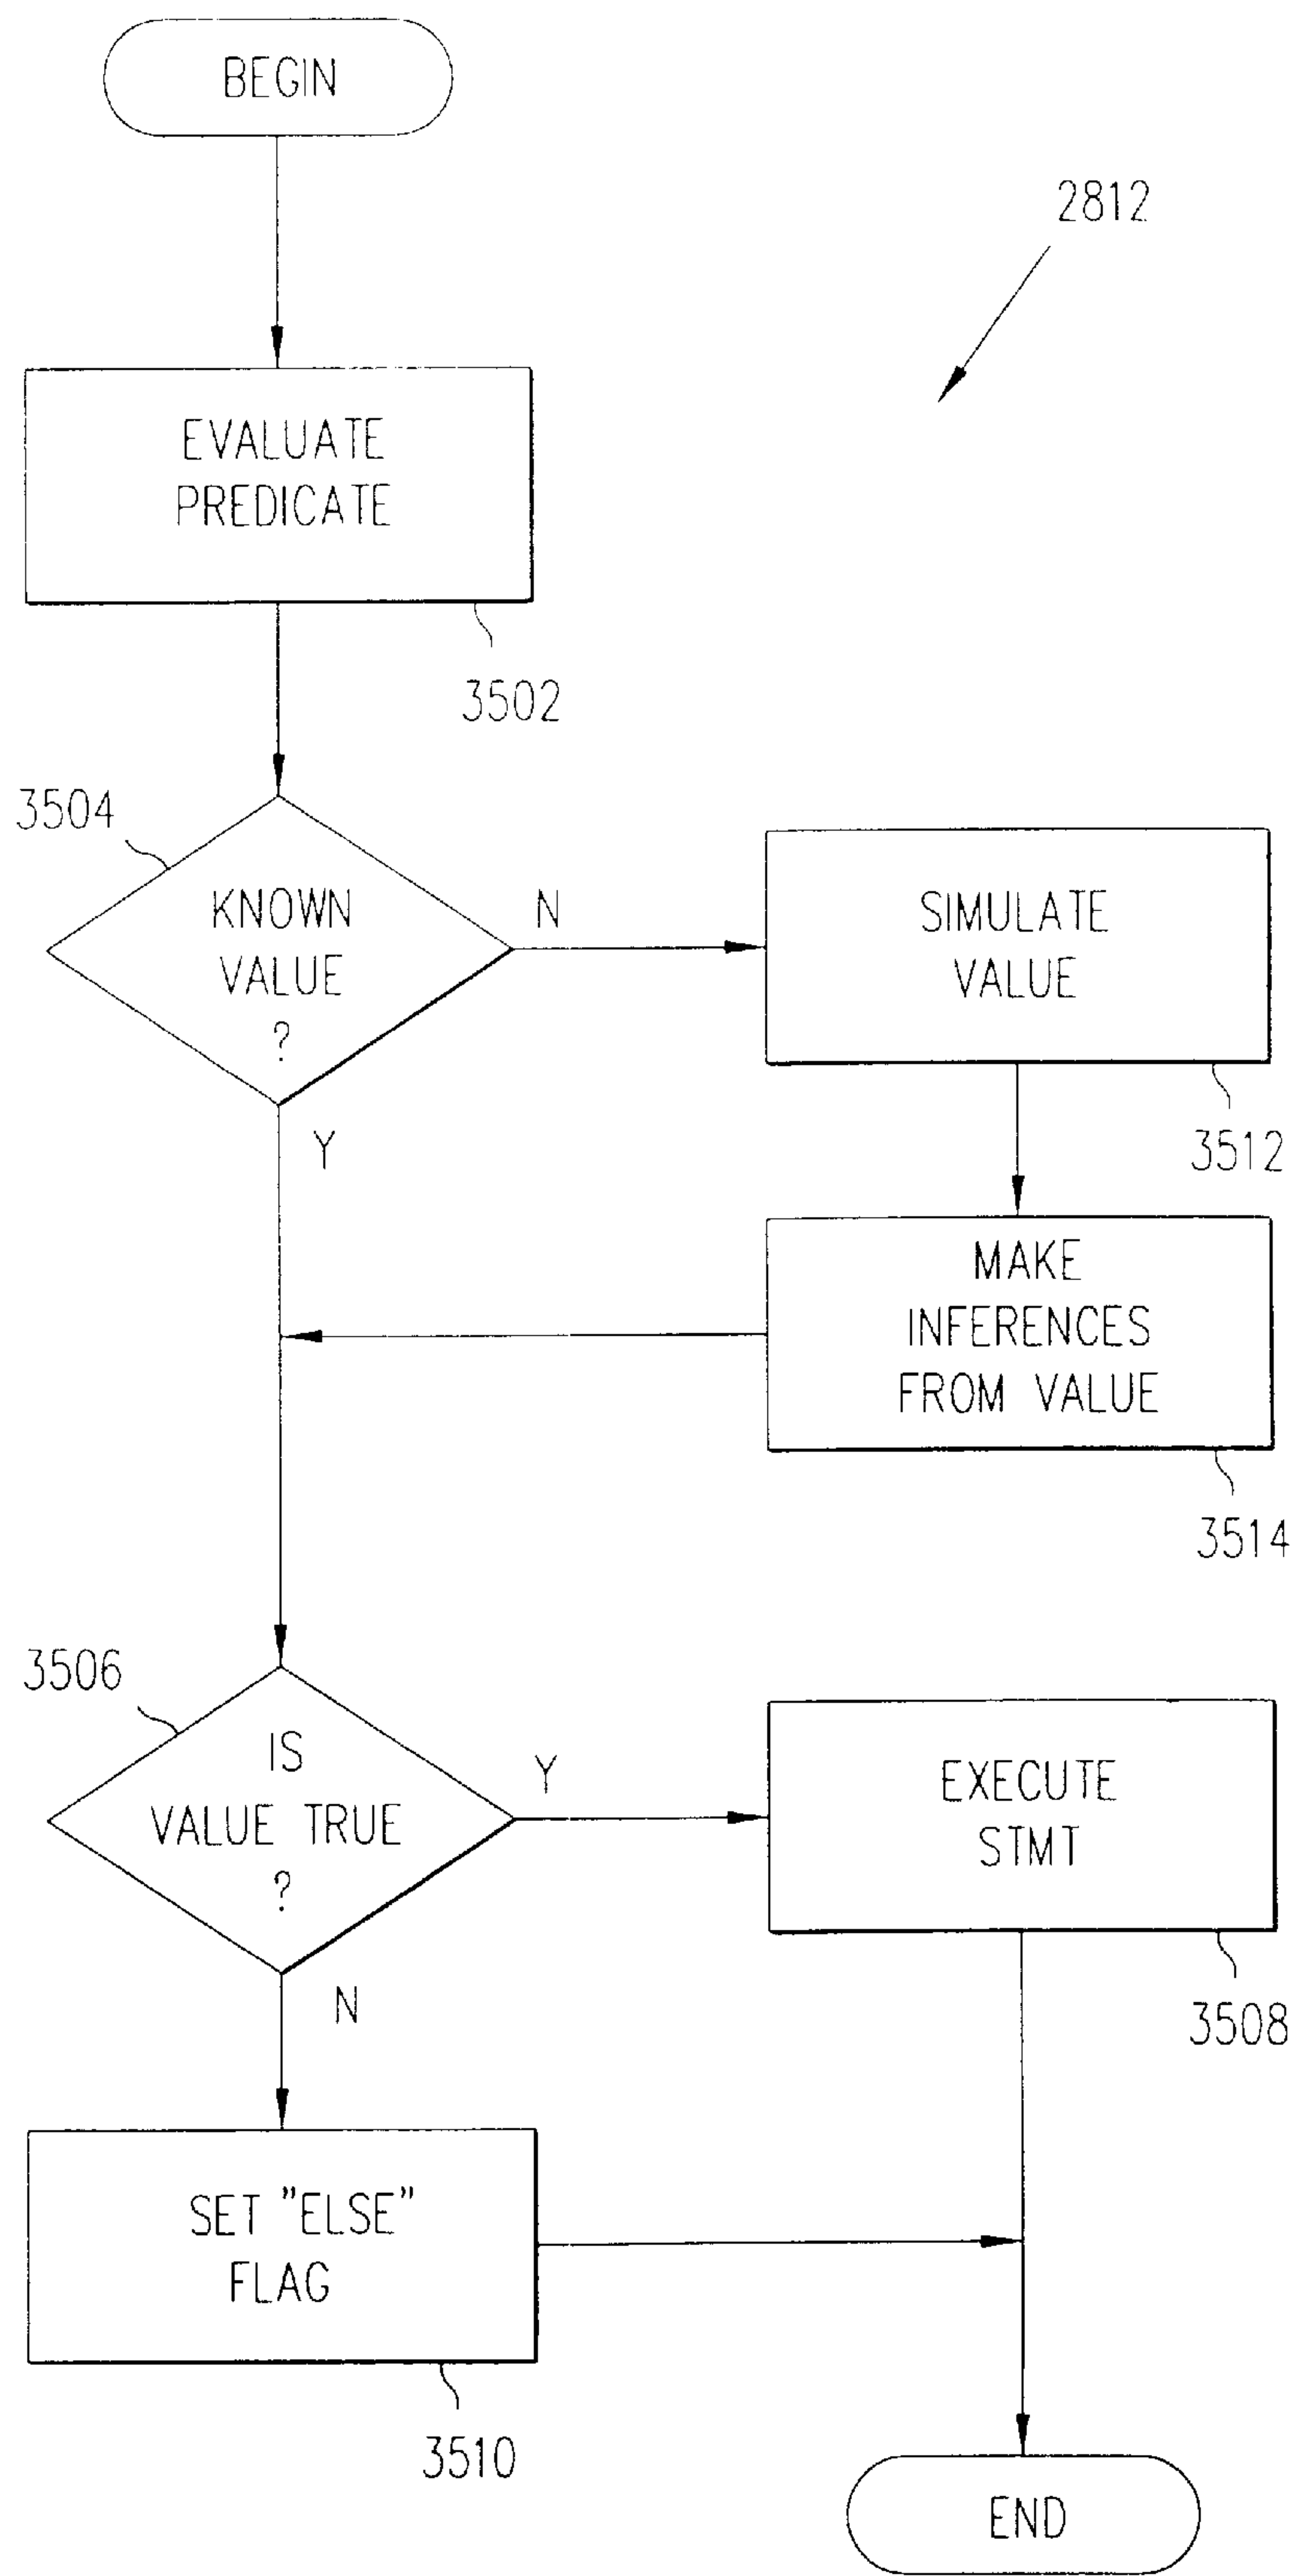 BEGIN
2812
EVALUATE
PREDICATE
3502
3504
KNOWN
VALUE
?
N
Y
SIMULATE
VALUE
3512
MAKE
INFERENCES
FROM VALUE
3514
3506
IS
VALUE TRUE
?
Y
N
EXECUTE
STMT
3508
SET "ELSE"
FLAG
3510
END